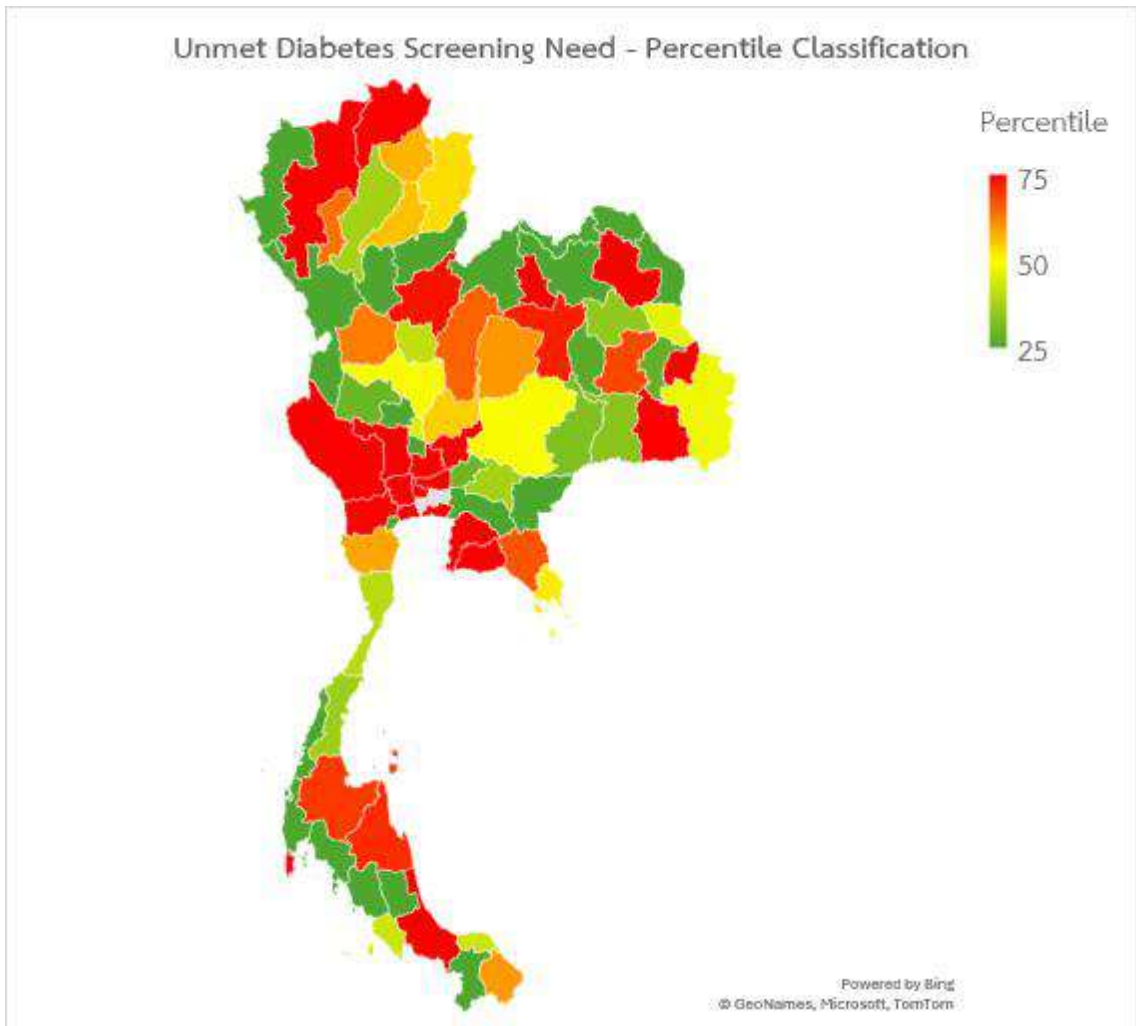 Unmet Diabetes Screening Need - Percentile Classification
Percentile
75
50
25
Powered by Bing
© GeoNames, Microsoft, TomTom